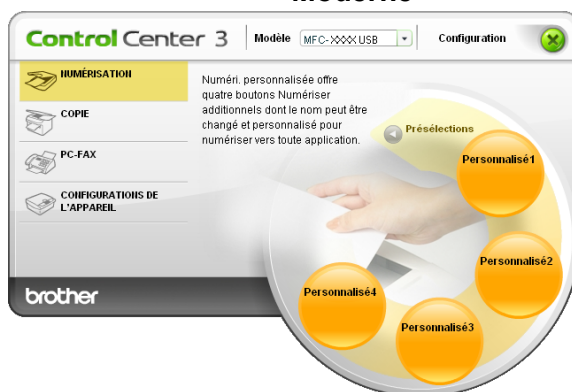 Moderne
Control Center 3
Modèle
MFC-XXXX USB
Configuration
NUMÉRISATION
COPIE
PC-FAX
CONFIGURATIONS DE
L'APPAREIL
Numéri. personnalisée offre
quatre boutons Numériser
additionnels dont le nom peut être
changé et personnalisé pour
numériser vers toute application.
Présélections
Personnalisé1
Personnalisé2
Personnalisé3
Personnalisé4
brother